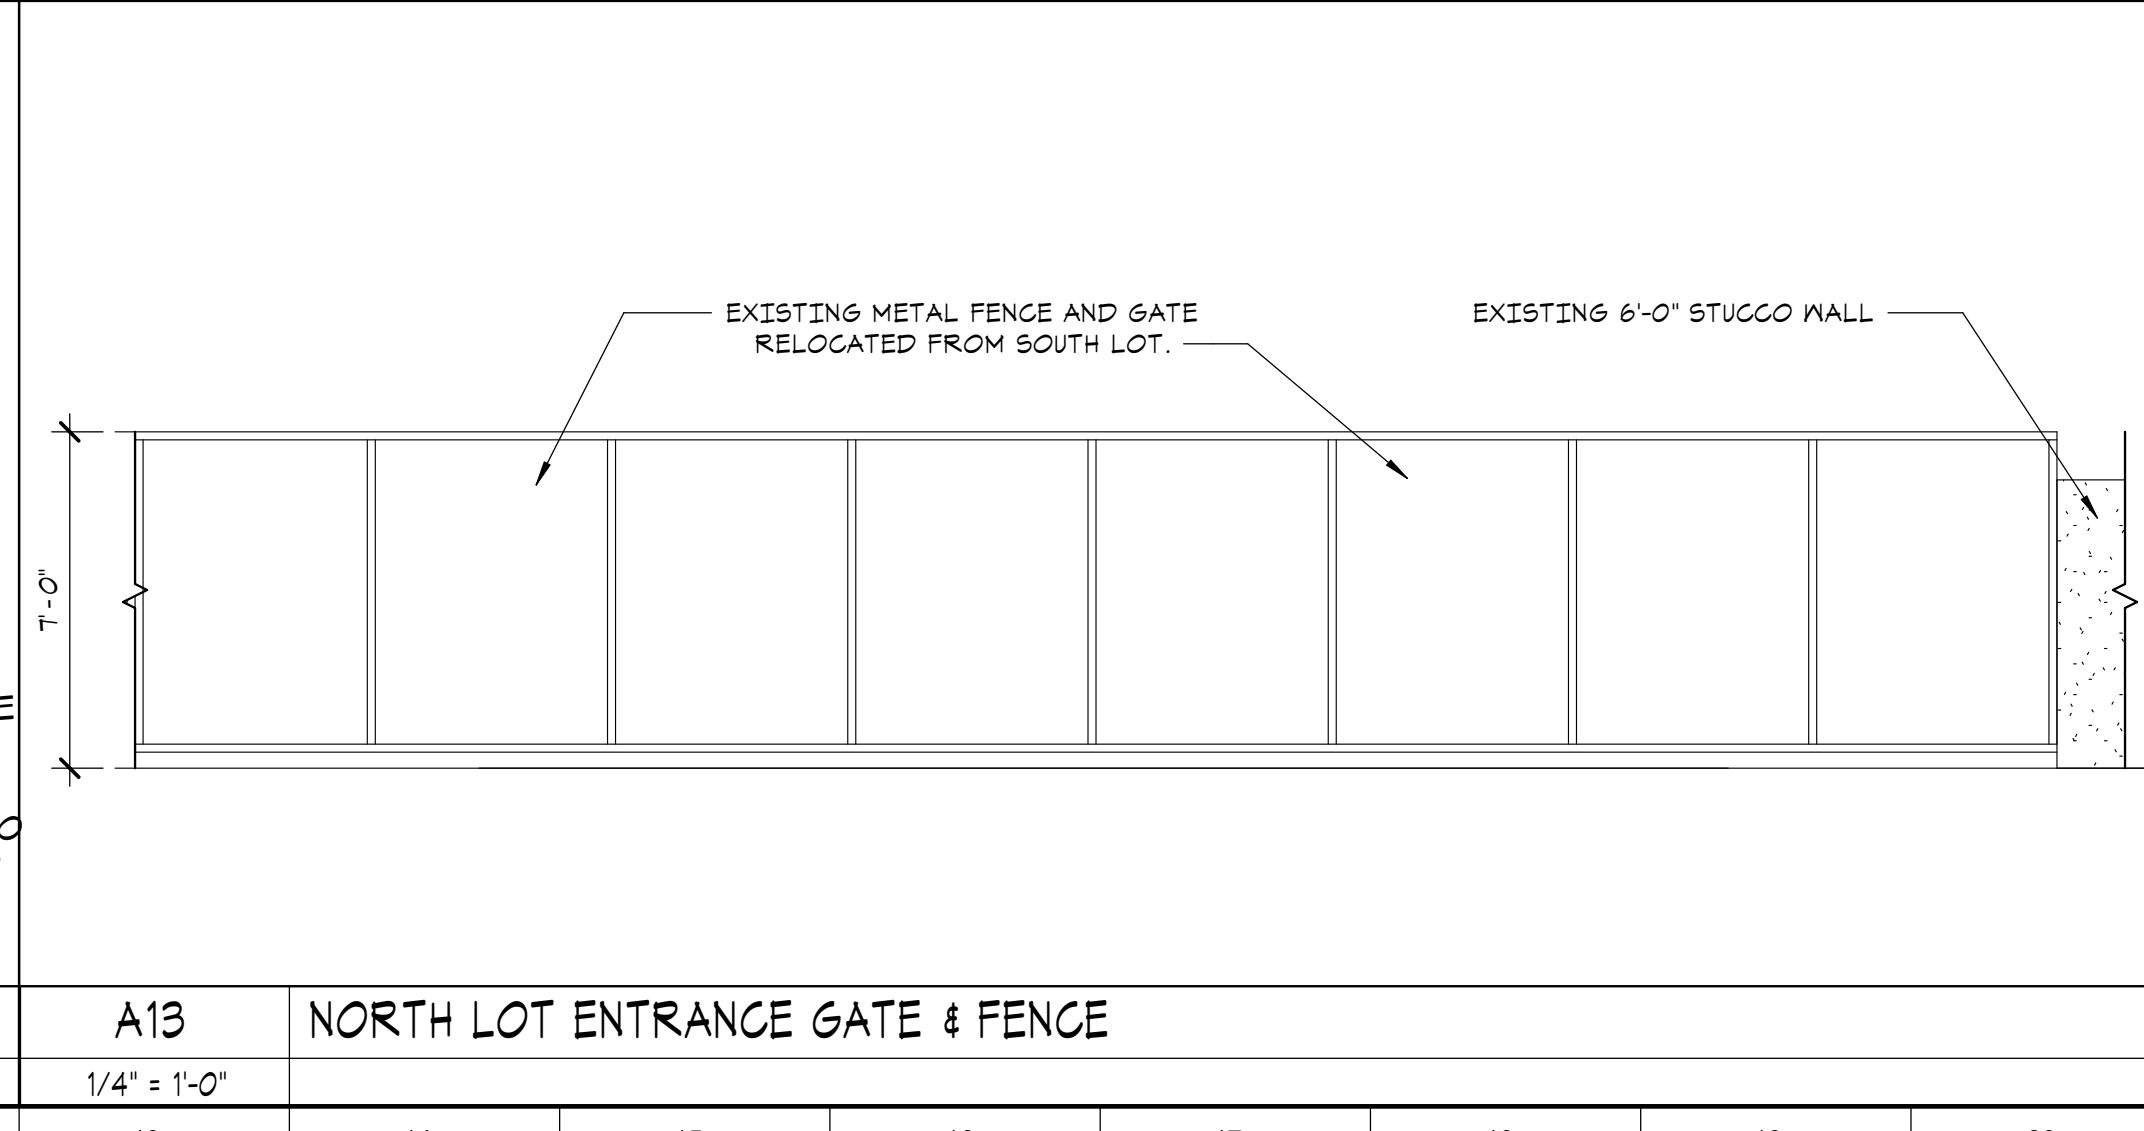 EXISTING METAL FENCE AND GATE
RELOCATED FROM SOUTH LOT.
EXISTING 6'-0" STUCCO WALL
7'-0"
A13
NORTH LOT ENTRANCE GATE & FENCE
1/4" = 1'-0"